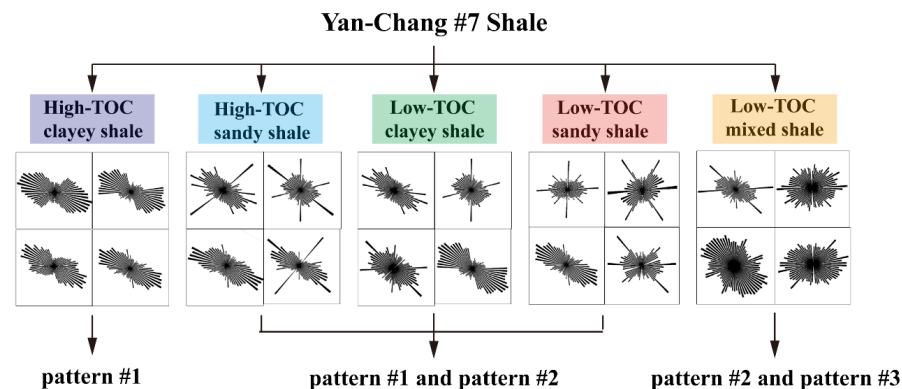 Yan-Chang #7 Shale
High-TOC
clayey shale
High-TOC
sandy shale
Low-TOC
clayey shale
Low-TOC
sandy shale
Low-TOC
mixed shale
pattern #1
pattern #1 and pattern #2
pattern #2 and pattern #3